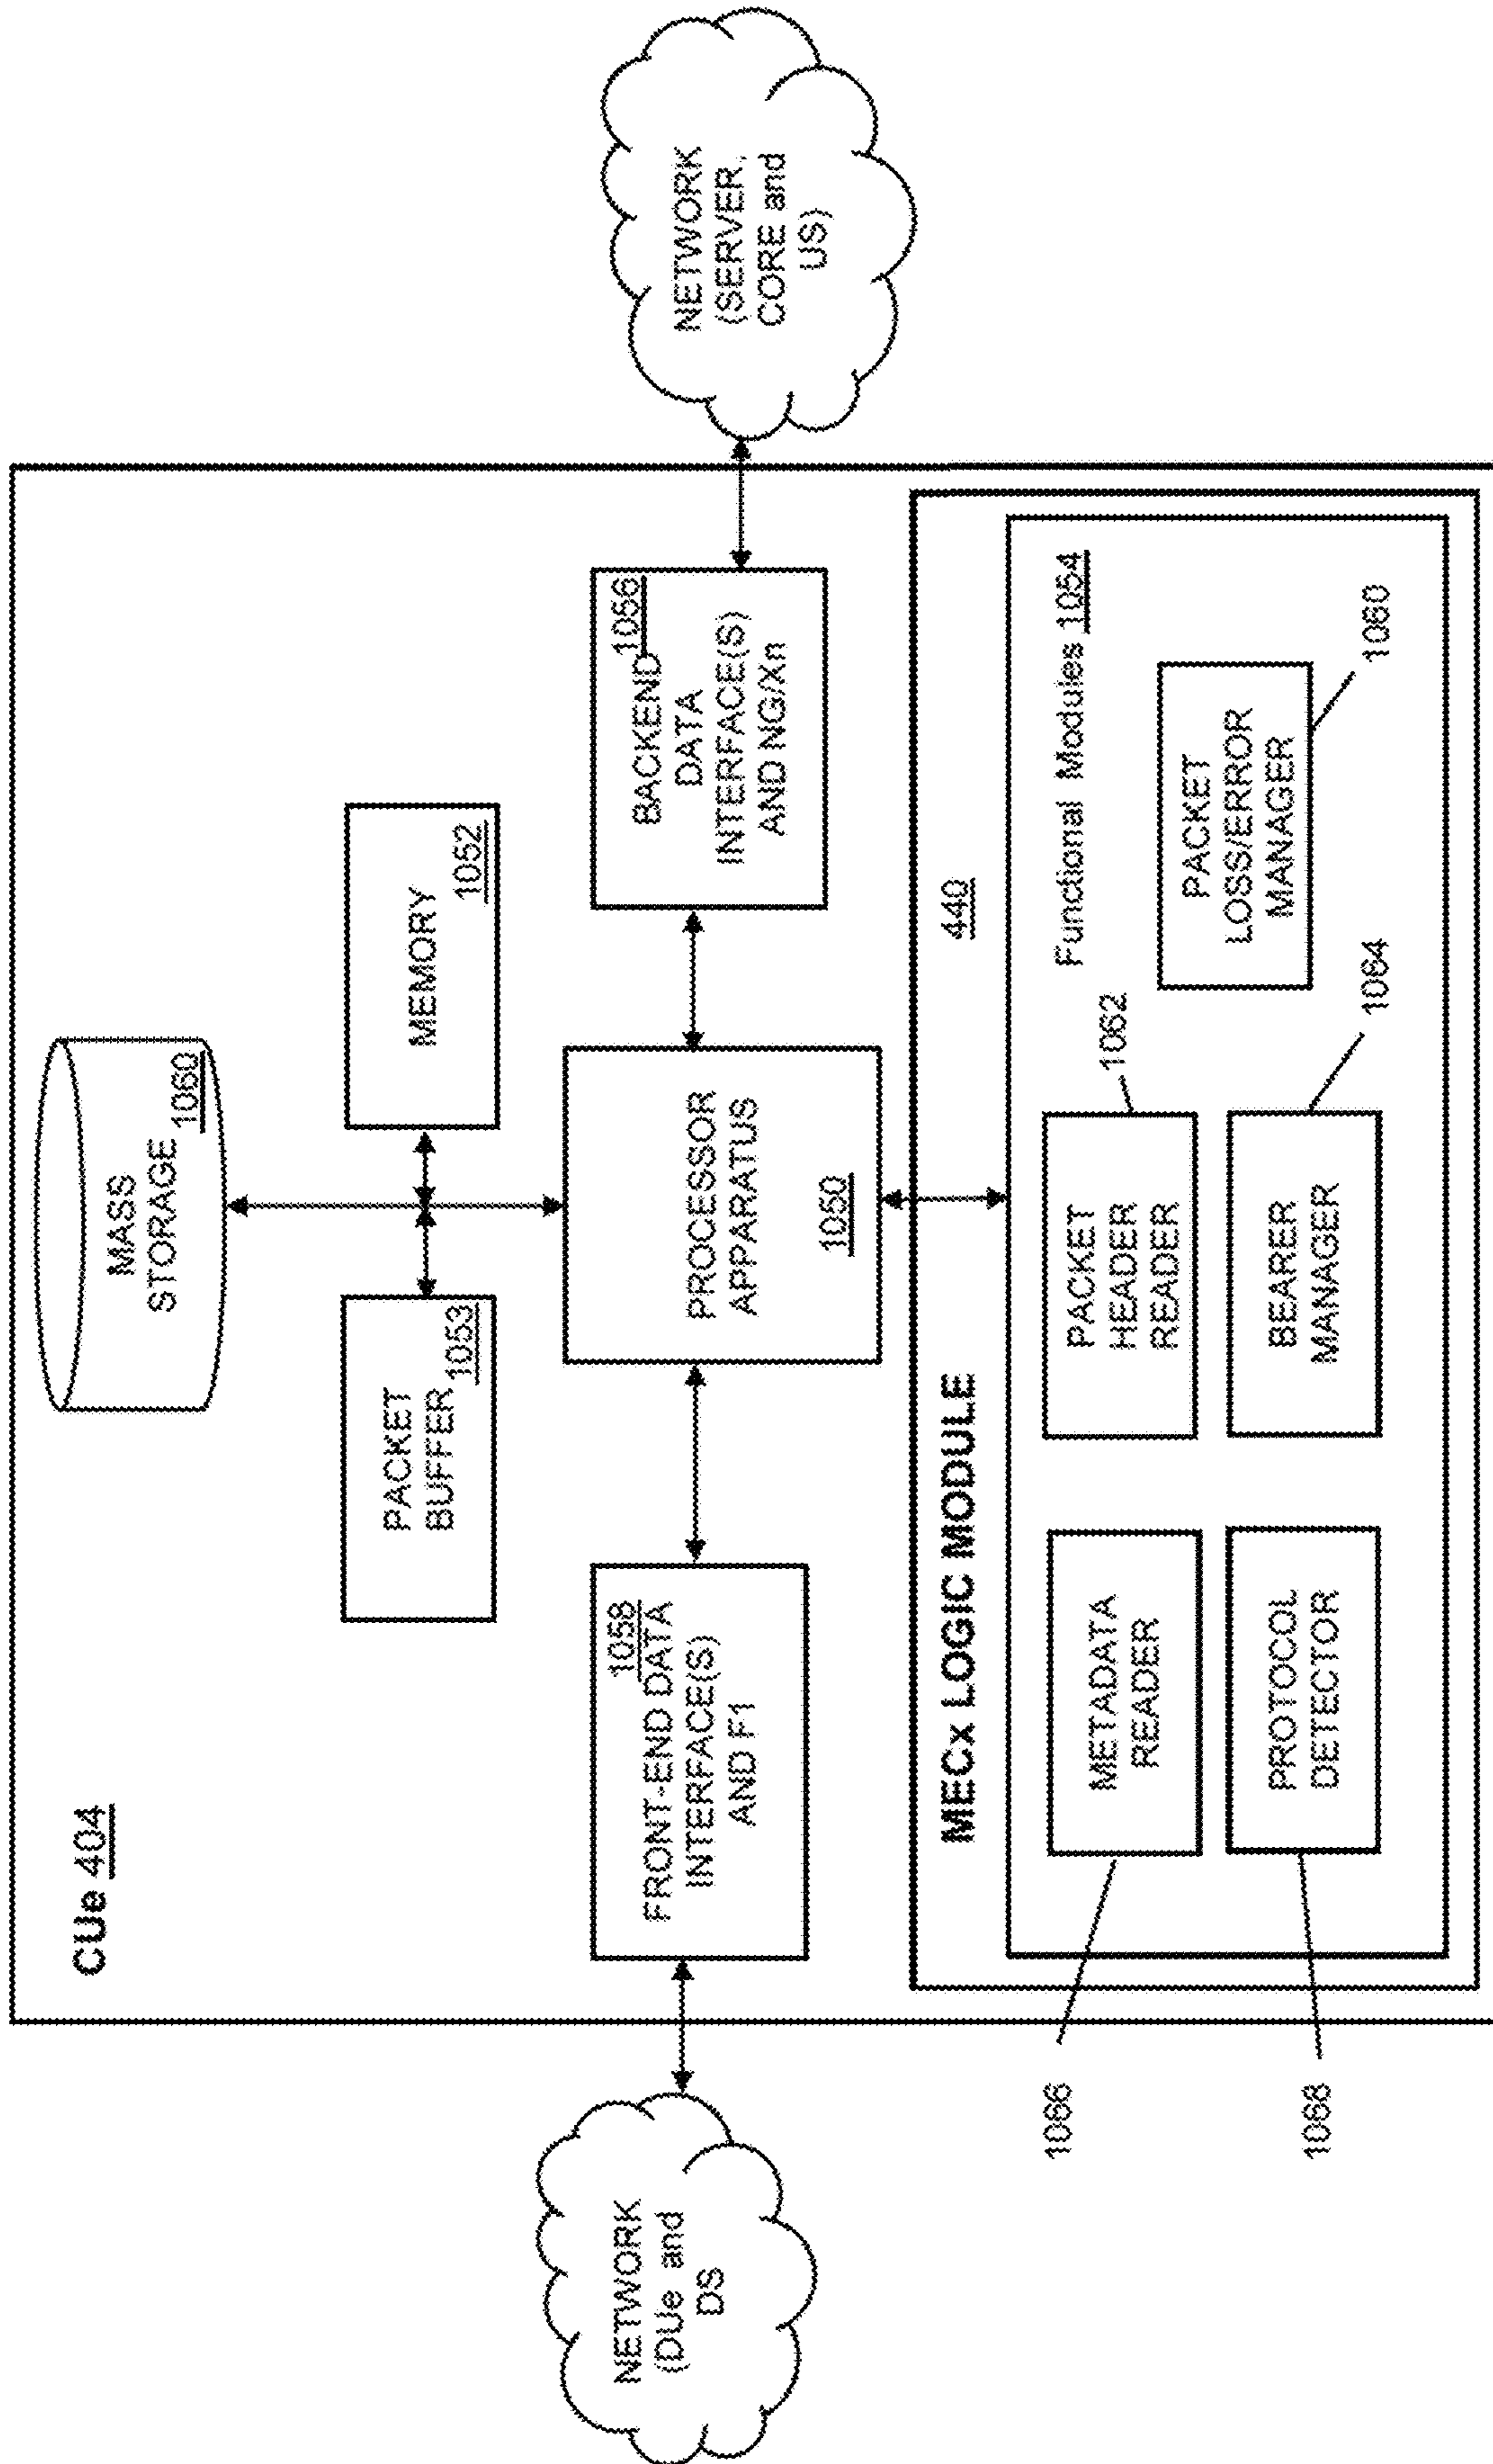 CUe 404
MASS
STORAGE
1060
PACKET
BUFFER
1053
MEMORY
1052
NETWORK
(DUe and
DS
1058
FRONT-END DATA
INTERFACE(S)
AND F1
PROCESSOR
APPARATUS
1050
1056
BACKEND
DATA
INTERFACE(S)
AND NG/Xn
NETWORK
(SERVER,
CORE and
US)
MECx LOGIC MODULE
440
Functional Modules 1054
METADATA
READER
PACKET
HEADER
READER
1062
PACKET
LOSS/ERROR
MANAGER
1060
PROTOCOL
DETECTOR
BEARER
MANAGER
1064
1066
1068